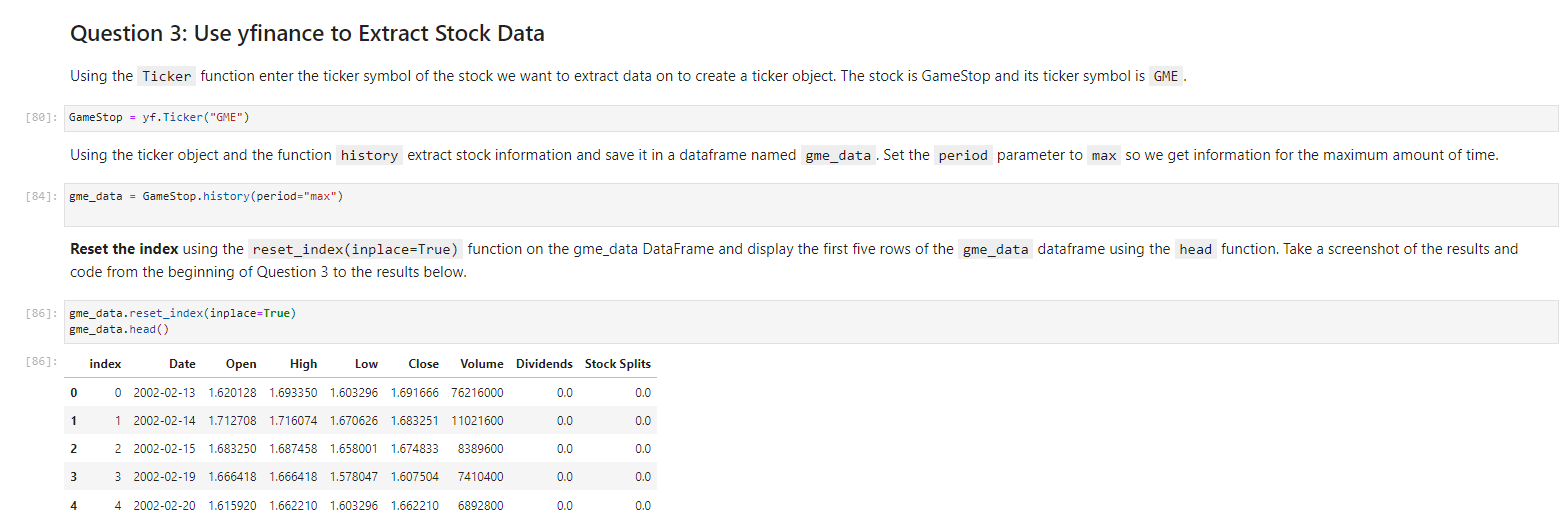 Question 3: Use yfinance to Extract Stock Data
Using the Ticker function enter the ticker symbol of the stock we want to extract data on to create a ticker object. The stock is GameStop and its ticker symbol is GME .
[80]: GameStop = yf.Ticker("GME")
Using the ticker object and the function history extract stock information and save it in a dataframe named gme_data . Set the period parameter to max so we get information for the maximum amount of time.
[84]: gme_data = GameStop.history(period="max")
Reset the index using the reset_index(inplace=True) function on the gme_data DataFrame and display the first five rows of the gme_data dataframe using the head function. Take a screenshot of the results and
code from the beginning of Question 3 to the results below.
[86]: gme_data.reset_index(inplace=True)
gme_data.head()
[86]: index Date Open High Low Close Volume Dividends Stock Splits
0 0 2002-02-13 1.620128 1.693350 1.603296 1.691666 76216000 0.0 0.0
1 1 2002-02-14 1.712708 1.716074 1.670626 1.683251 11021600 0.0 0.0
2 2 2002-02-15 1.683250 1.687458 1.658001 1.674833 8389600 0.0 0.0
3 3 2002-02-19 1.666418 1.666418 1.578047 1.607504 7410400 0.0 0.0
4 4 2002-02-20 1.615920 1.662210 1.603296 1.662210 6892800 0.0 0.0